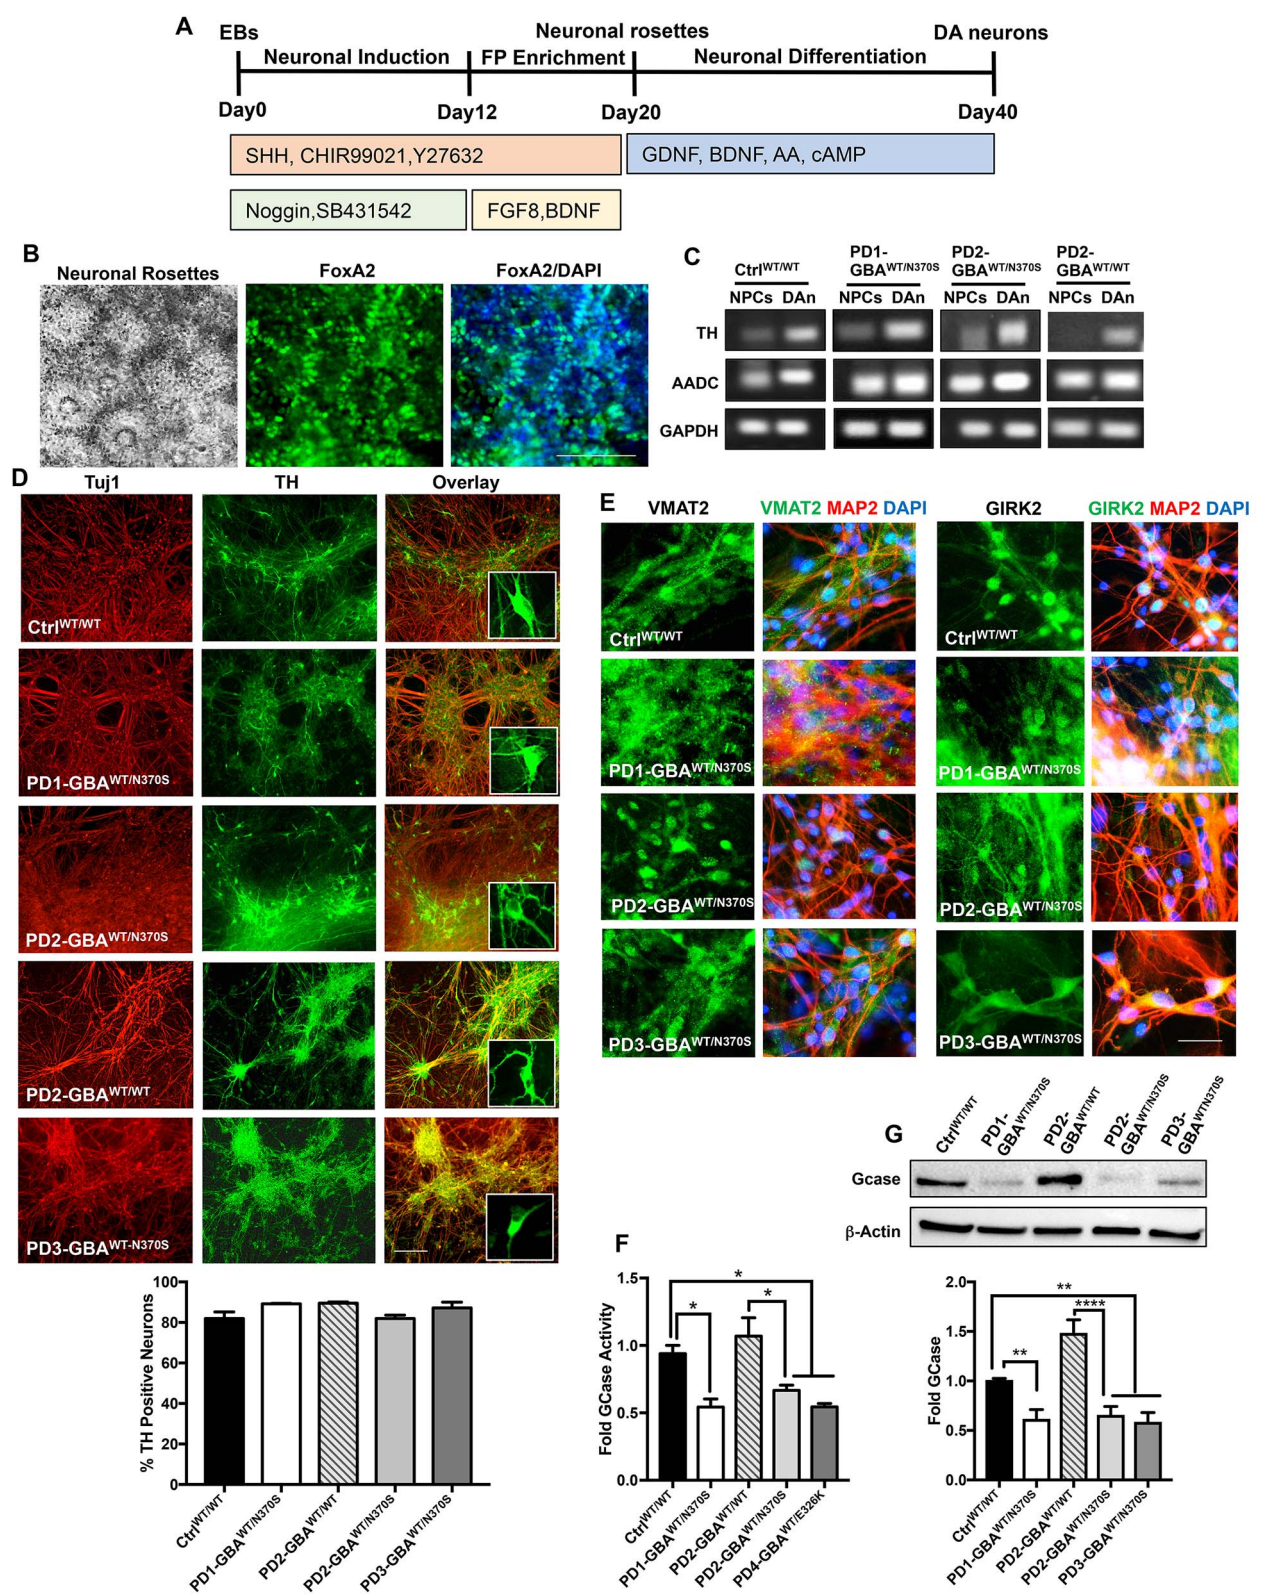 A
EBs
Neuronal rosettes
DA neurons
Neuronal Induction
FP Enrichment
Neuronal Differentiation
Day0
Day12
Day20
Day40
SHH, CHIR99021,Y27632
GDNF, BDNF, AA, cAMP
Noggin,SB431542
FGF8,BDNF
B
Neuronal Rosettes
FoxA2
FoxA2/DAPI
C
CtrlWT/WT
PD1-
GBAWT/N370S
PD2-
GBAWT/N370S
PD2-
GBAWT/WT
NPCs DAn
NPCs DAn
NPCs DAn
NPCs DAn
TH
AADC
GAPDH
D
Tuj1
TH
Overlay
CtrlWT/WT
PD1-GBAWT/N370S
PD2-GBAWT/N370S
PD2-GBAWT/WT
PD3-GBAWT-N370S
% TH Positive Neurons
100
80
60
40
20
0
CtrlWT/WT
PD1-GBAWT/N370S
PD2-GBAWT/WT
PD2-GBAWT/N370S
PD3-GBAWT/N370S
E
VMAT2
VMAT2 MAP2 DAPI
GIRK2
GIRK2 MAP2 DAPI
CtrlWT/WT
CtrlWT/WT
PD1-GBAWT/N370S
PD1-GBAWT/N370S
PD2-GBAWT/N370S
PD2-GBAWT/N370S
PD3-GBAWT/N370S
PD3-GBAWT/N370S
F
Fold GCase Activity
1.5
1.0
0.5
0.0
*
*
*
CtrlWT/WT
PD1-GBAWT/N370S
PD2-GBAWT/WT
PD2-GBAWT/N370S
PD4-GBAWT/E326K
G
CtrlWT/WT
PD1-
GBAWT/N370S
PD2-
GBAWT/WT
PD2-
GBAWT/N370S
PD3-
GBAWTN370S
Gcase
β-Actin
Fold GCase
2.0
1.5
1.0
0.5
0.0
**
****
**
CtrlWT/WT
PD1-GBAWT/N370S
PD2-GBAWT/WT
PD2-GBAWT/N370S
PD3-GBAWT/N370S